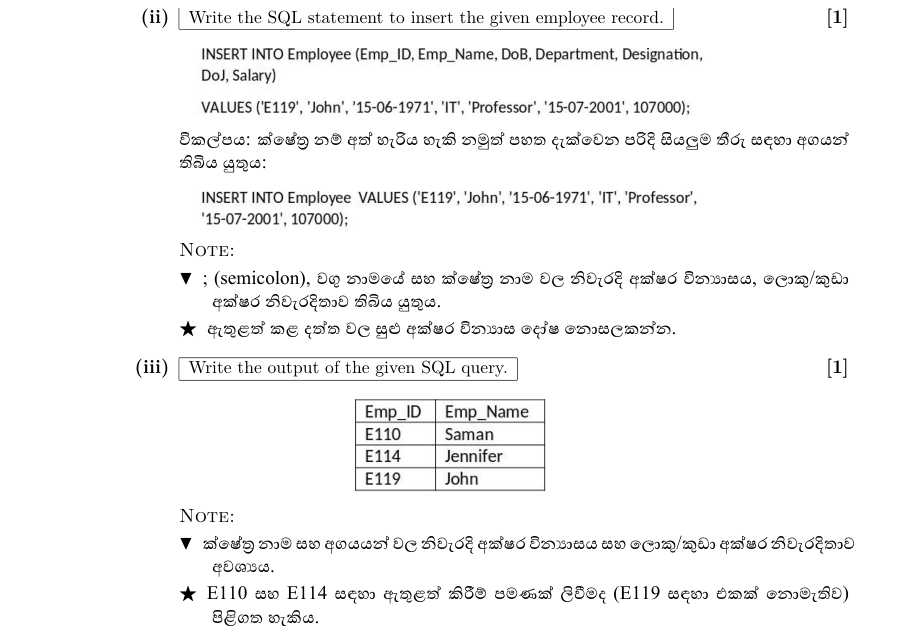 (ii) Write the SQL statement to insert the given employee record. [1]
INSERT INTO Employee (Emp_ID, Emp_Name, DoB, Department, Designation,
DoJ, Salary)
VALUES ('E119', 'John', '15-06-1971', 'IT', 'Professor', '15-07-2001', 107000);
විකල්පය: ක්ෂේත්‍ර නම් අත් හැරිය හැකි නමුත් පහත දැක්වෙන පරිදි සියලුම තීරු සඳහා අගයන්
තිබිය යුතුය:
INSERT INTO Employee VALUES ('E119', 'John', '15-06-1971', 'IT', 'Professor',
'15-07-2001', 107000);
NOTE:
▼ ; (semicolon), වගු නාමයේ සහ ක්ෂේත්‍ර නාම වල නිවැරදි අක්ෂර වින්‍යාසය, ලොකු/කුඩා
අක්ෂර නිවැරදිතාව තිබිය යුතුය.
★ ඇතුළත් කළ දත්ත වල සුළු අක්ෂර වින්‍යාස දෝෂ නොසලකන්න.
(iii) Write the output of the given SQL query. [1]
Emp_ID Emp_Name
E110 Saman
E114 Jennifer
E119 John
NOTE:
▼ ක්ෂේත්‍ර නාම සහ අගයයන් වල නිවැරදි අක්ෂර වින්‍යාසය සහ ලොකු/කුඩා අක්ෂර නිවැරදිතාව
අවශ්‍යය.
★ E110 සහ E114 සඳහා ඇතුළත් කිරීම් පමණක් ලිවීමද (E119 සඳහා එකක් නොමැතිව)
පිළිගත හැකිය.